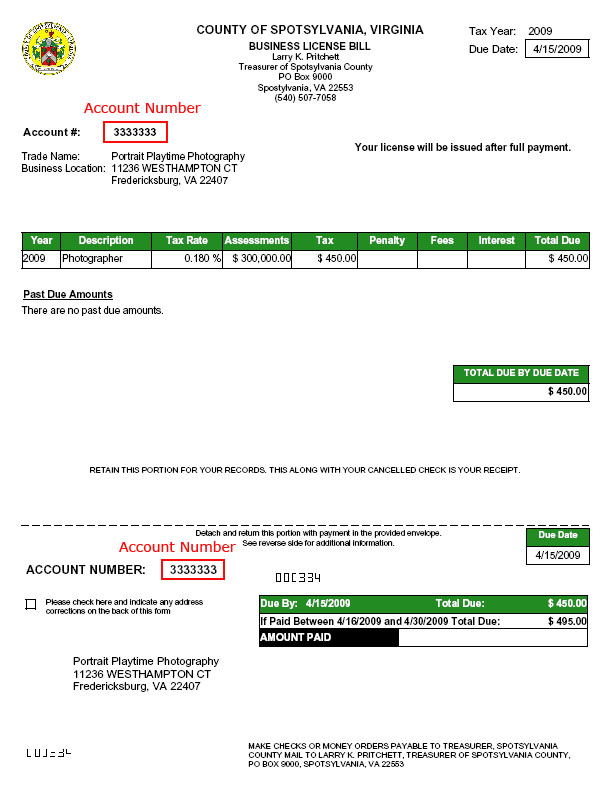 COUNTY OF SPOTSYLVANIA, VIRGINIA
BUSINESS LICENSE BILL
Larry K. Pritchett
Treasurer of Spotsylvania County
PO Box 9000
Spostylvania, VA 22553
(540) 507-7058
Tax Year: 2009
Due Date: 4/15/2009
Account Number
Account #: 3333333
Your license will be issued after full payment.
Trade Name: Portrait Playtime Photography
Business Location: 11236 WESTHAMPTON CT
Fredericksburg, VA 22407
Year Description Tax Rate Assessments Tax Penalty Fees Interest Total Due
2009 Photographer 0.180 % $ 300,000.00 $ 450.00 $ 450.00
Past Due Amounts
There are no past due amounts.
TOTAL DUE BY DUE DATE
$ 450.00
RETAIN THIS PORTION FOR YOUR RECORDS. THIS ALONG WITH YOUR CANCELLED CHECK IS YOUR RECEIPT.
Detach and return this portion with payment in the provided envelope.
See reverse side for additional information.
Due Date
4/15/2009
Account Number
ACCOUNT NUMBER: 3333333
000334
Please check here and indicate any address
corrections on the back of this form
Due By: 4/15/2009 Total Due: $ 450.00
If Paid Between 4/16/2009 and 4/30/2009 Total Due: $ 495.00
AMOUNT PAID
Portrait Playtime Photography
11236 WESTHAMPTON CT
Fredericksburg, VA 22407
000334
MAKE CHECKS OR MONEY ORDERS PAYABLE TO TREASURER, SPOTSYLVANIA
COUNTY MAIL TO LARRY K. PRITCHETT, TREASURER OF SPOTSYLVANIA COUNTY,
PO BOX 9000, SPOTSYLVANIA, VA 22553